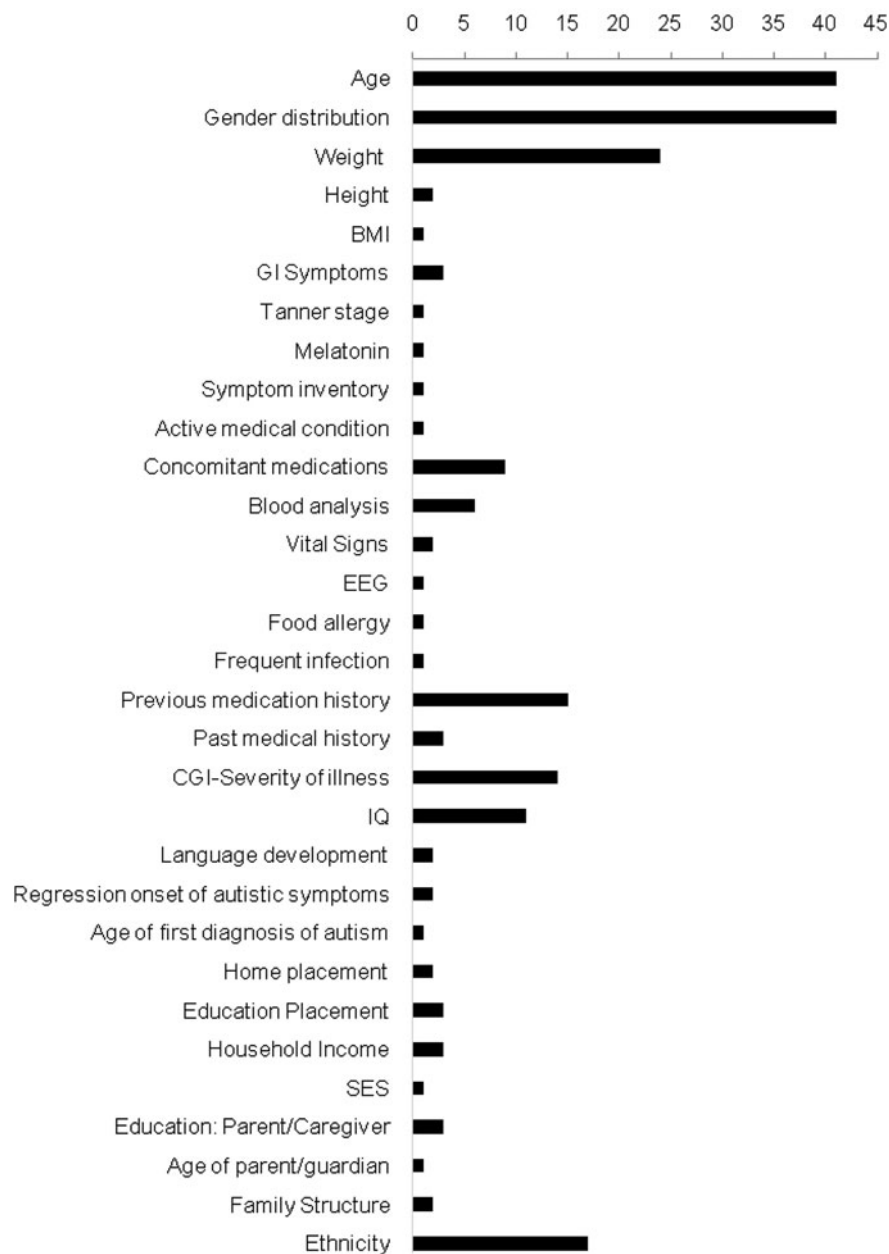 0 5 10 15 20 25 30 35 40 45
Age
Gender distribution
Weight
Height
BMI
GI Symptoms
Tanner stage
Melatonin
Symptom inventory
Active medical condition
Concomitant medications
Blood analysis
Vital Signs
EEG
Food allergy
Frequent infection
Previous medication history
Past medical history
CGI-Severity of illness
IQ
Language development
Regression onset of autistic symptoms
Age of first diagnosis of autism
Home placement
Education Placement
Household Income
SES
Education: Parent/Caregiver
Age of parent/guardian
Family Structure
Ethnicity